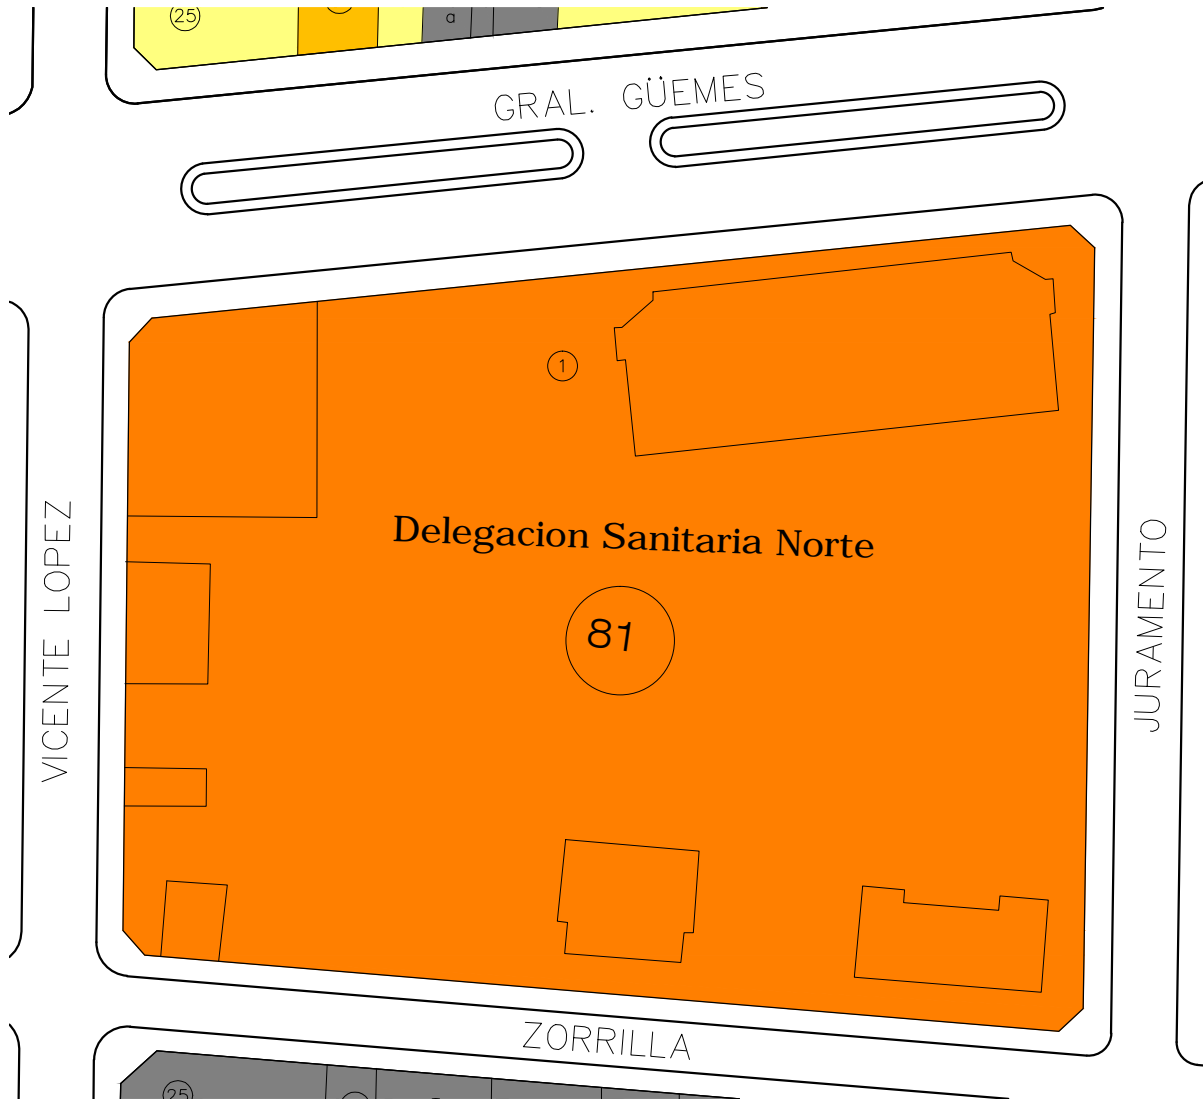 25
a
GRAL. GÜEMES
1
Delegacion Sanitaria Norte
81
VICENTE LOPEZ
JURAMENTO
ZORRILLA
25